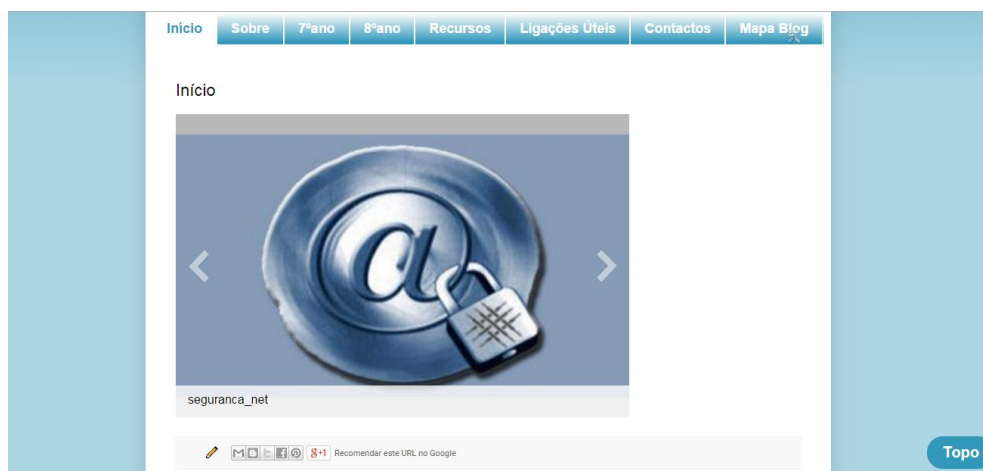 Início Sobre 7ºano 8ºano Recursos Ligações Úteis Contactos Mapa Blog
Início
@
seguranca_net
g+1 Recomendar este URL no Google
Topo